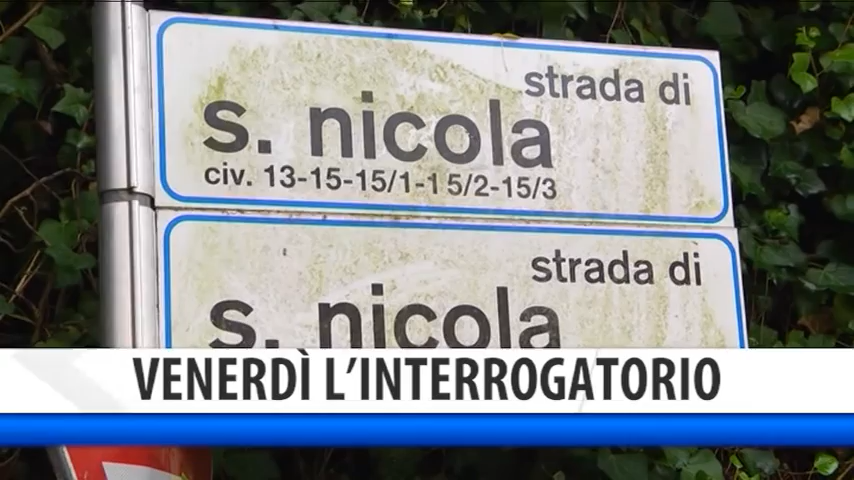 strada di
s. nicola
civ. 13-15-15/1-15/2-15/3
strada di
s. nicola
VENERDÌ L'INTERROGATORIO